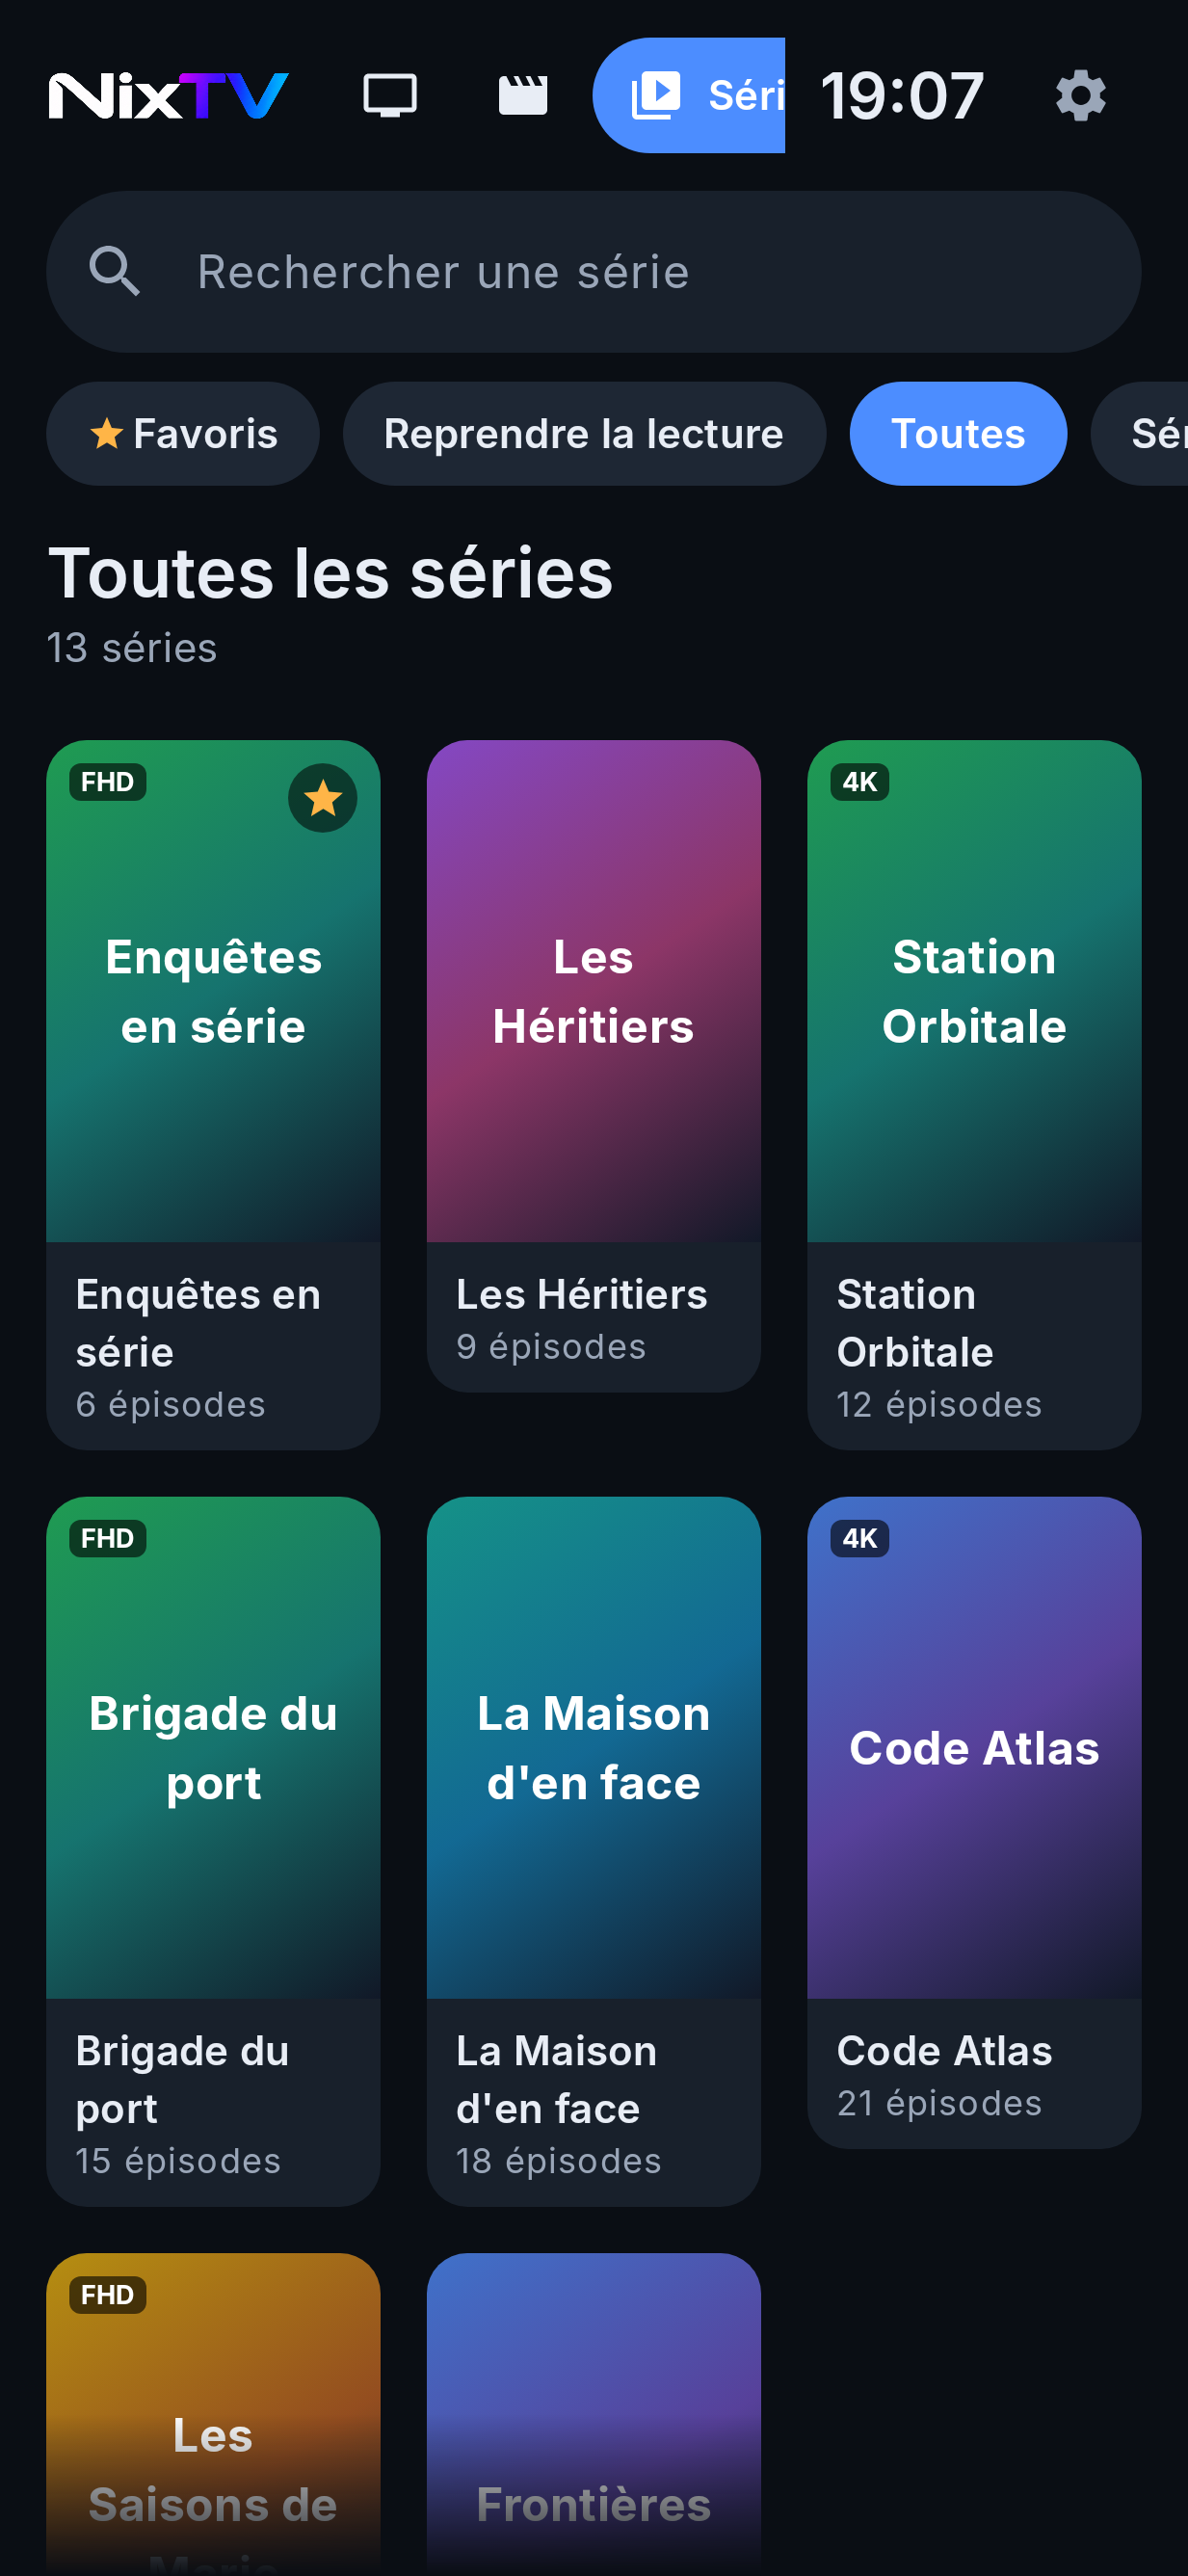 NixTV
Séri
19:07
Rechercher une série
Favoris
Reprendre la lecture
Toutes
Sér
Toutes les séries
13 séries
FHD
Enquêtes
en série
Enquêtes en
série
6 épisodes
Les
Héritiers
Les Héritiers
9 épisodes
4K
Station
Orbitale
Station
Orbitale
12 épisodes
FHD
Brigade du
port
Brigade du
port
15 épisodes
La Maison
d'en face
La Maison
d'en face
18 épisodes
4K
Code Atlas
Code Atlas
21 épisodes
FHD
Les
Saisons de
Frontières